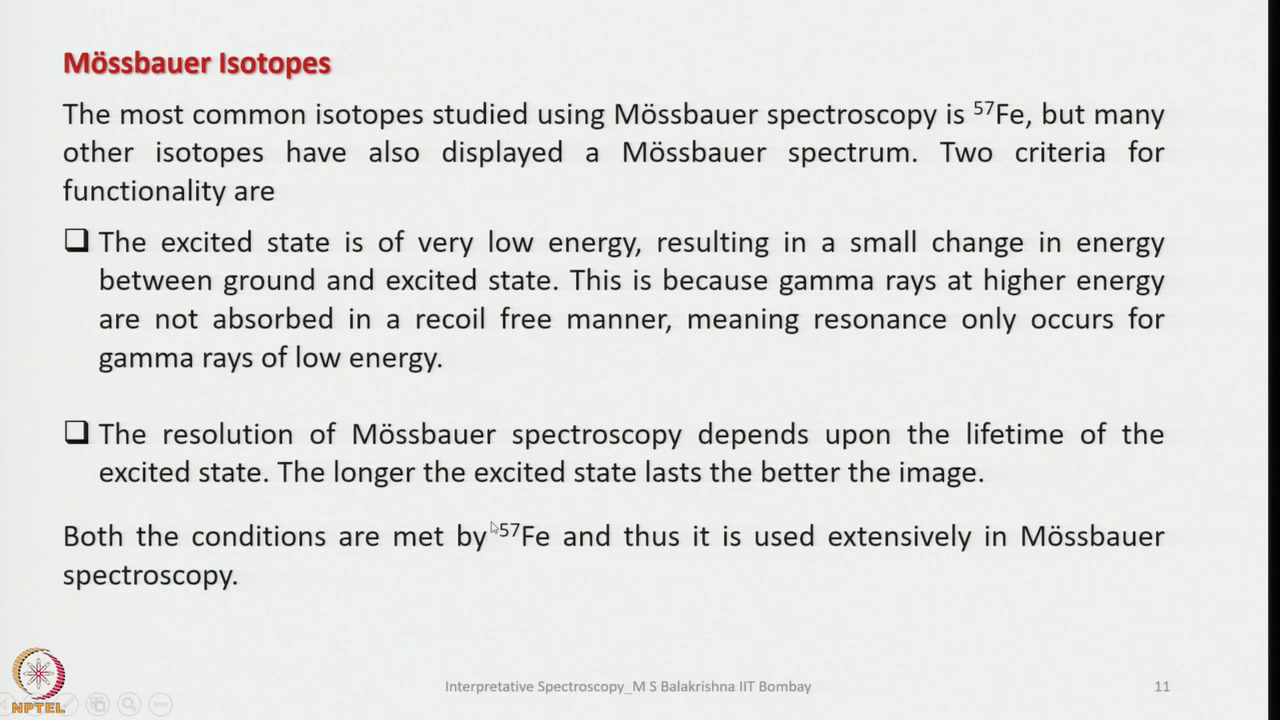 Mössbauer Isotopes
The most common isotopes studied using Mössbauer spectroscopy is ⁵⁷Fe, but many
other isotopes have also displayed a Mössbauer spectrum. Two criteria for
functionality are
❑ The excited state is of very low energy, resulting in a small change in energy
between ground and excited state. This is because gamma rays at higher energy
are not absorbed in a recoil free manner, meaning resonance only occurs for
gamma rays of low energy.
❑ The resolution of Mössbauer spectroscopy depends upon the lifetime of the
excited state. The longer the excited state lasts the better the image.
Both the conditions are met by ⁵⁷Fe and thus it is used extensively in Mössbauer
spectroscopy.
NPTEL
Interpretative Spectroscopy_M S Balakrishna IIT Bombay
11